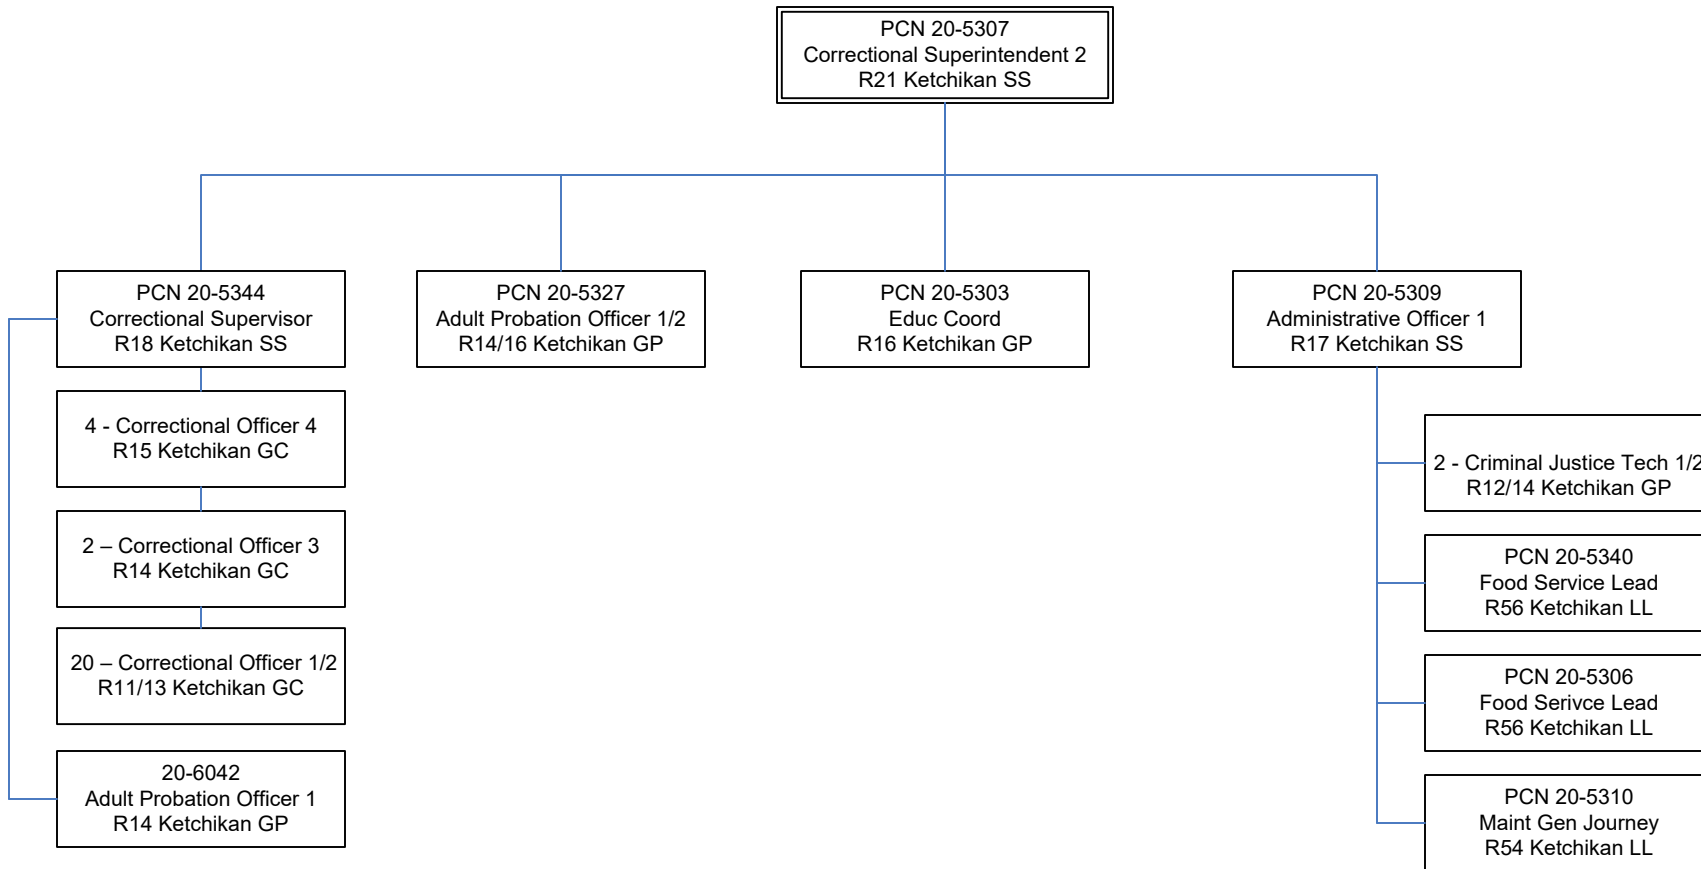 PCN 20-5307
Correctional Superintendent 2
R21 Ketchikan SS
PCN 20-5344
Correctional Supervisor
R18 Ketchikan SS
PCN 20-5327
Adult Probation Officer 1/2
R14/16 Ketchikan GP
PCN 20-5303
Educ Coord
R16 Ketchikan GP
PCN 20-5309
Administrative Officer 1
R17 Ketchikan SS
4 - Correctional Officer 4
R15 Ketchikan GC
2 – Correctional Officer 3
R14 Ketchikan GC
20 – Correctional Officer 1/2
R11/13 Ketchikan GC
20-6042
Adult Probation Officer 1
R14 Ketchikan GP
2 - Criminal Justice Tech 1/2
R12/14 Ketchikan GP
PCN 20-5340
Food Service Lead
R56 Ketchikan LL
PCN 20-5306
Food Serivce Lead
R56 Ketchikan LL
PCN 20-5310
Maint Gen Journey
R54 Ketchikan LL